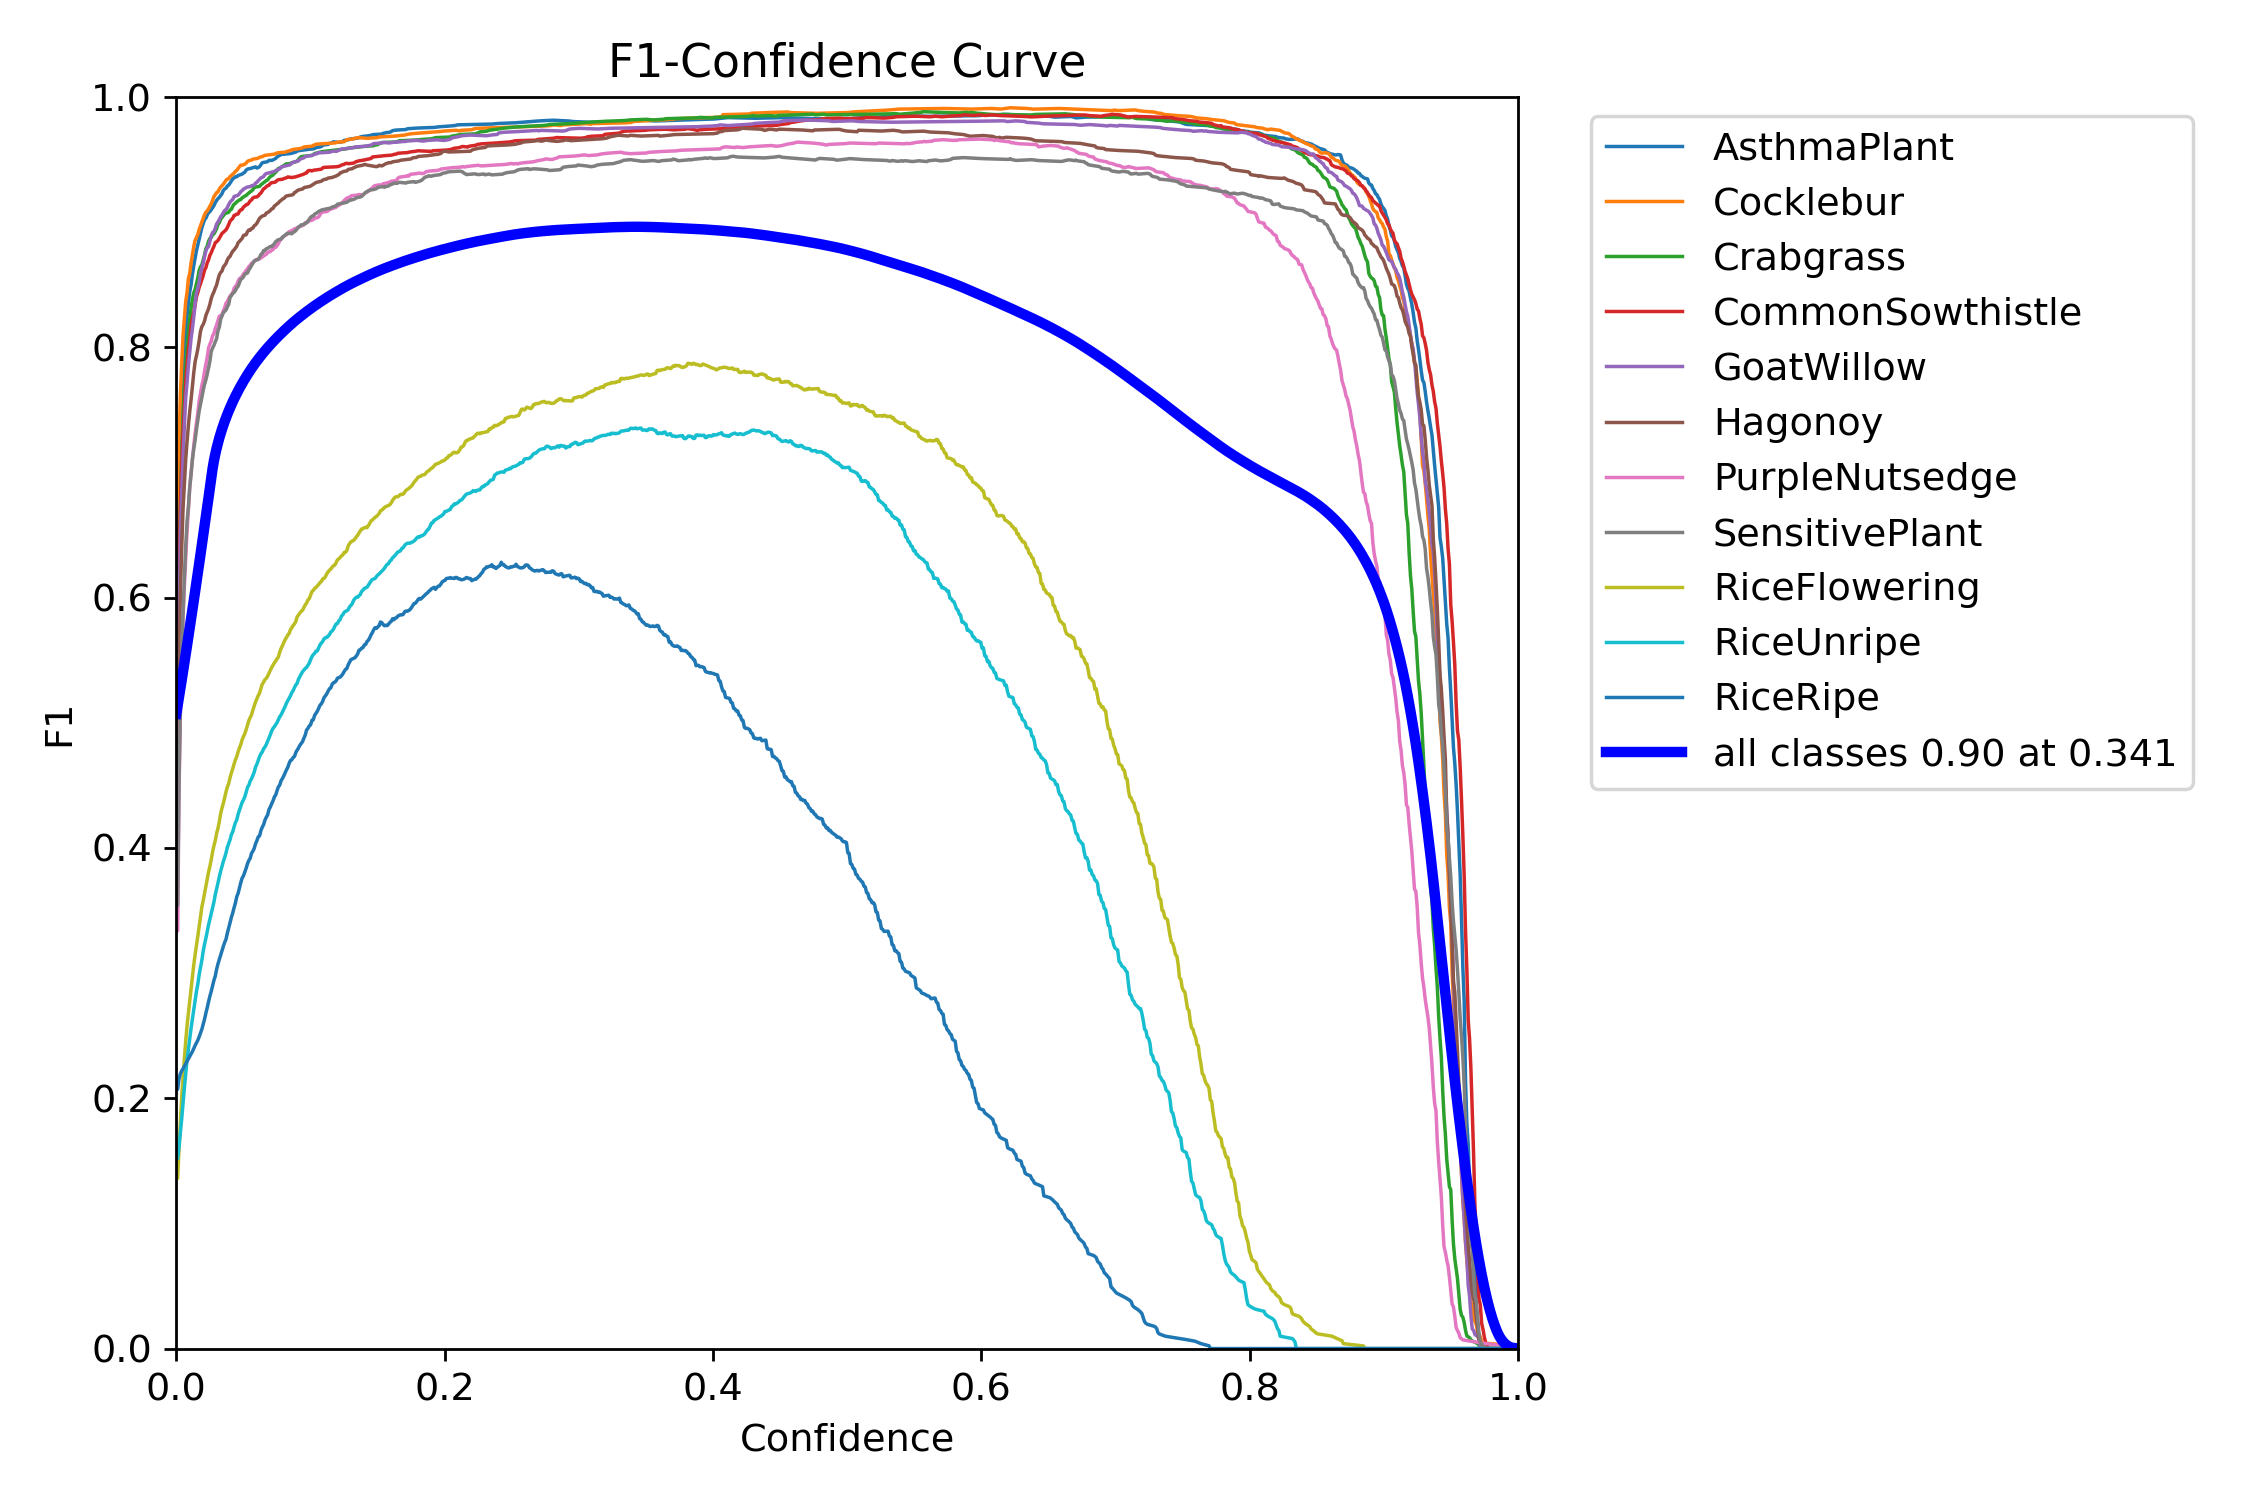 F1-Confidence Curve
1.0
0.8
0.6
0.4
0.2
0.0
F1
0.0 0.2 0.4 0.6 0.8 1.0
Confidence
AsthmaPlant
Cocklebur
Crabgrass
CommonSowthistle
GoatWillow
Hagonoy
PurpleNutsedge
SensitivePlant
RiceFlowering
RiceUnripe
RiceRipe
all classes 0.90 at 0.341